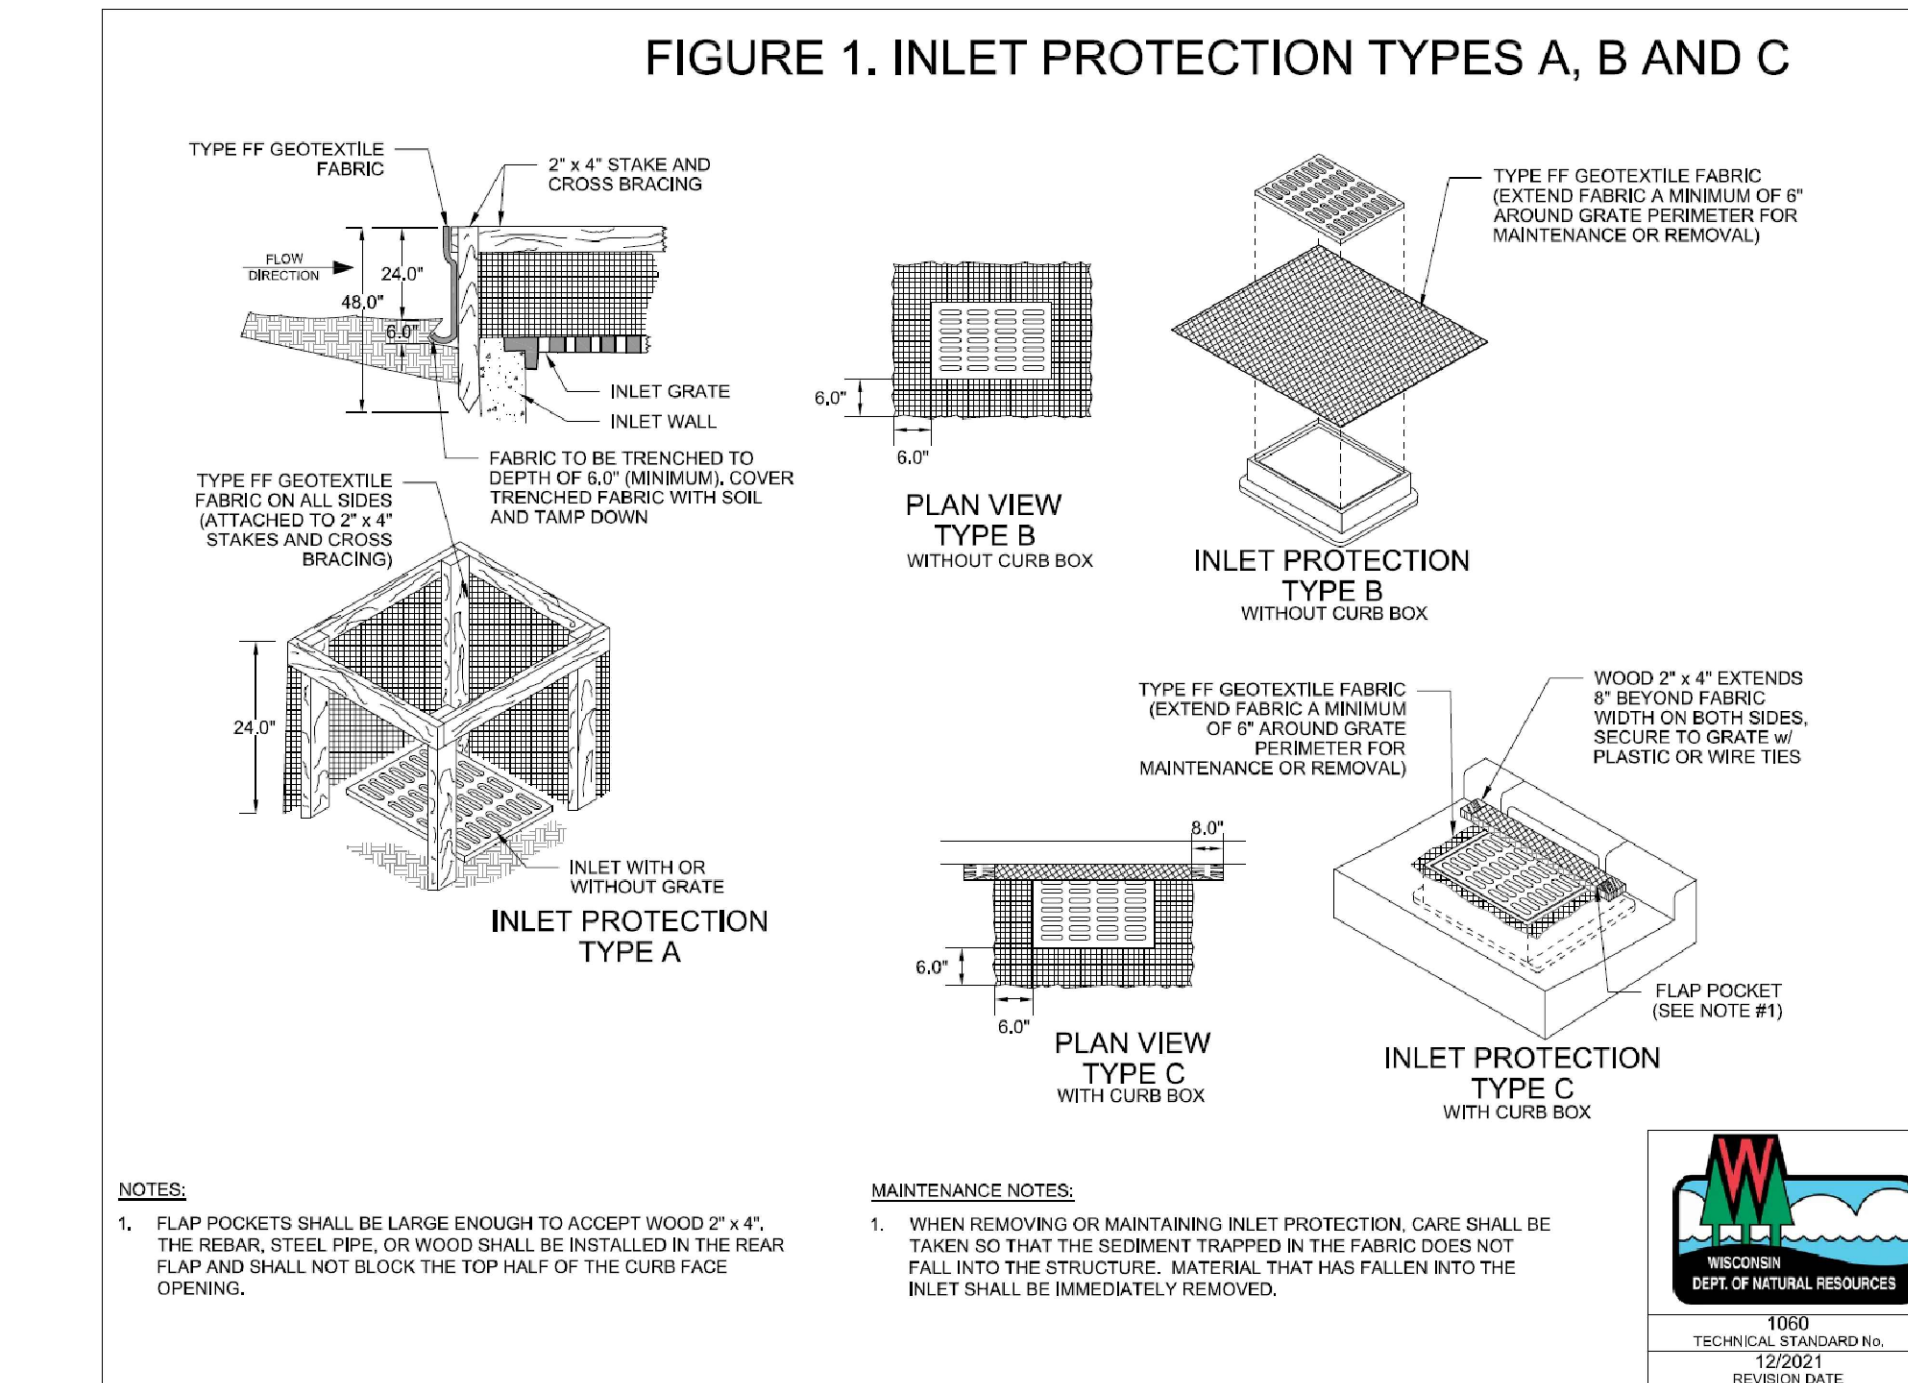 FIGURE 1. INLET PROTECTION TYPES A, B AND C
TYPE FF GEOTEXTILE
FABRIC
2" x 4" STAKE AND
CROSS BRACING
FLOW
DIRECTION
24.0"
48.0"
6.0"
INLET GRATE
INLET WALL
FABRIC TO BE TRENCHED TO
DEPTH OF 6.0" (MINIMUM). COVER
TRENCHED FABRIC WITH SOIL
AND TAMP DOWN
TYPE FF GEOTEXTILE
FABRIC ON ALL SIDES
(ATTACHED TO 2" x 4"
STAKES AND CROSS
BRACING)
24.0"
INLET WITH OR
WITHOUT GRATE
INLET PROTECTION
TYPE A
6.0"
6.0"
PLAN VIEW
TYPE B
WITHOUT CURB BOX
TYPE FF GEOTEXTILE FABRIC
(EXTEND FABRIC A MINIMUM OF 6"
AROUND GRATE PERIMETER FOR
MAINTENANCE OR REMOVAL)
INLET PROTECTION
TYPE B
WITHOUT CURB BOX
TYPE FF GEOTEXTILE FABRIC
(EXTEND FABRIC A MINIMUM
OF 6" AROUND GRATE
PERIMETER FOR
MAINTENANCE OR REMOVAL)
8.0"
6.0"
6.0"
PLAN VIEW
TYPE C
WITH CURB BOX
WOOD 2" x 4" EXTENDS
8" BEYOND FABRIC
WIDTH ON BOTH SIDES,
SECURE TO GRATE w/
PLASTIC OR WIRE TIES
FLAP POCKET
(SEE NOTE #1)
INLET PROTECTION
TYPE C
WITH CURB BOX
NOTES:
1. FLAP POCKETS SHALL BE LARGE ENOUGH TO ACCEPT WOOD 2" x 4",
THE REBAR, STEEL PIPE, OR WOOD SHALL BE INSTALLED IN THE REAR
FLAP AND SHALL NOT BLOCK THE TOP HALF OF THE CURB FACE
OPENING.
MAINTENANCE NOTES:
1. WHEN REMOVING OR MAINTAINING INLET PROTECTION, CARE SHALL BE
TAKEN SO THAT THE SEDIMENT TRAPPED IN THE FABRIC DOES NOT
FALL INTO THE STRUCTURE. MATERIAL THAT HAS FALLEN INTO THE
INLET SHALL BE IMMEDIATELY REMOVED.
W
WISCONSIN
DEPT. OF NATURAL RESOURCES
1060
TECHNICAL STANDARD No.
12/2021
REVISION DATE